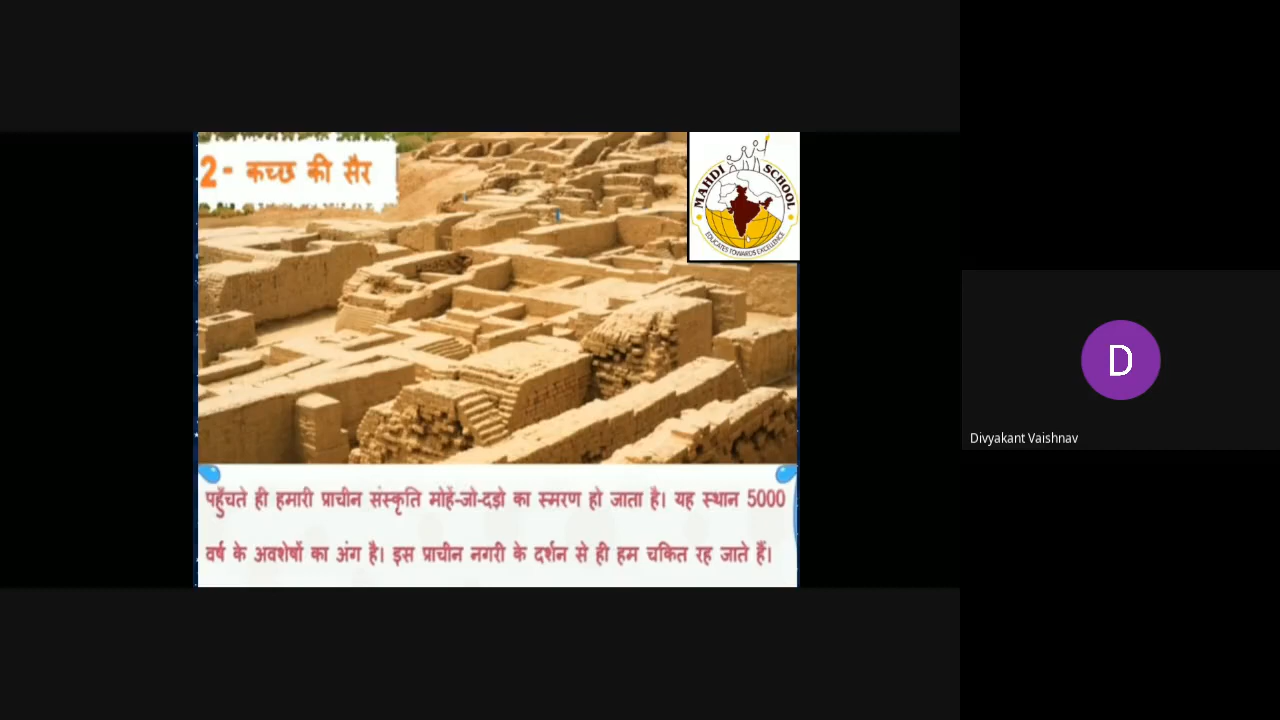 2- कच्छ की सैर
MAHDI SCHOOL
EDUCATES TOWARDS EXCELLENCE
पहुँचते ही हमारी प्राचीन संस्कृति मोहें-जो-दड़ो का स्मरण हो जाता है। यह स्थान 5000
वर्ष के अवशेषों का अंग है। इस प्राचीन नगरी के दर्शन से ही हम चकित रह जाते हैं।
D
Divyakant Vaishnav